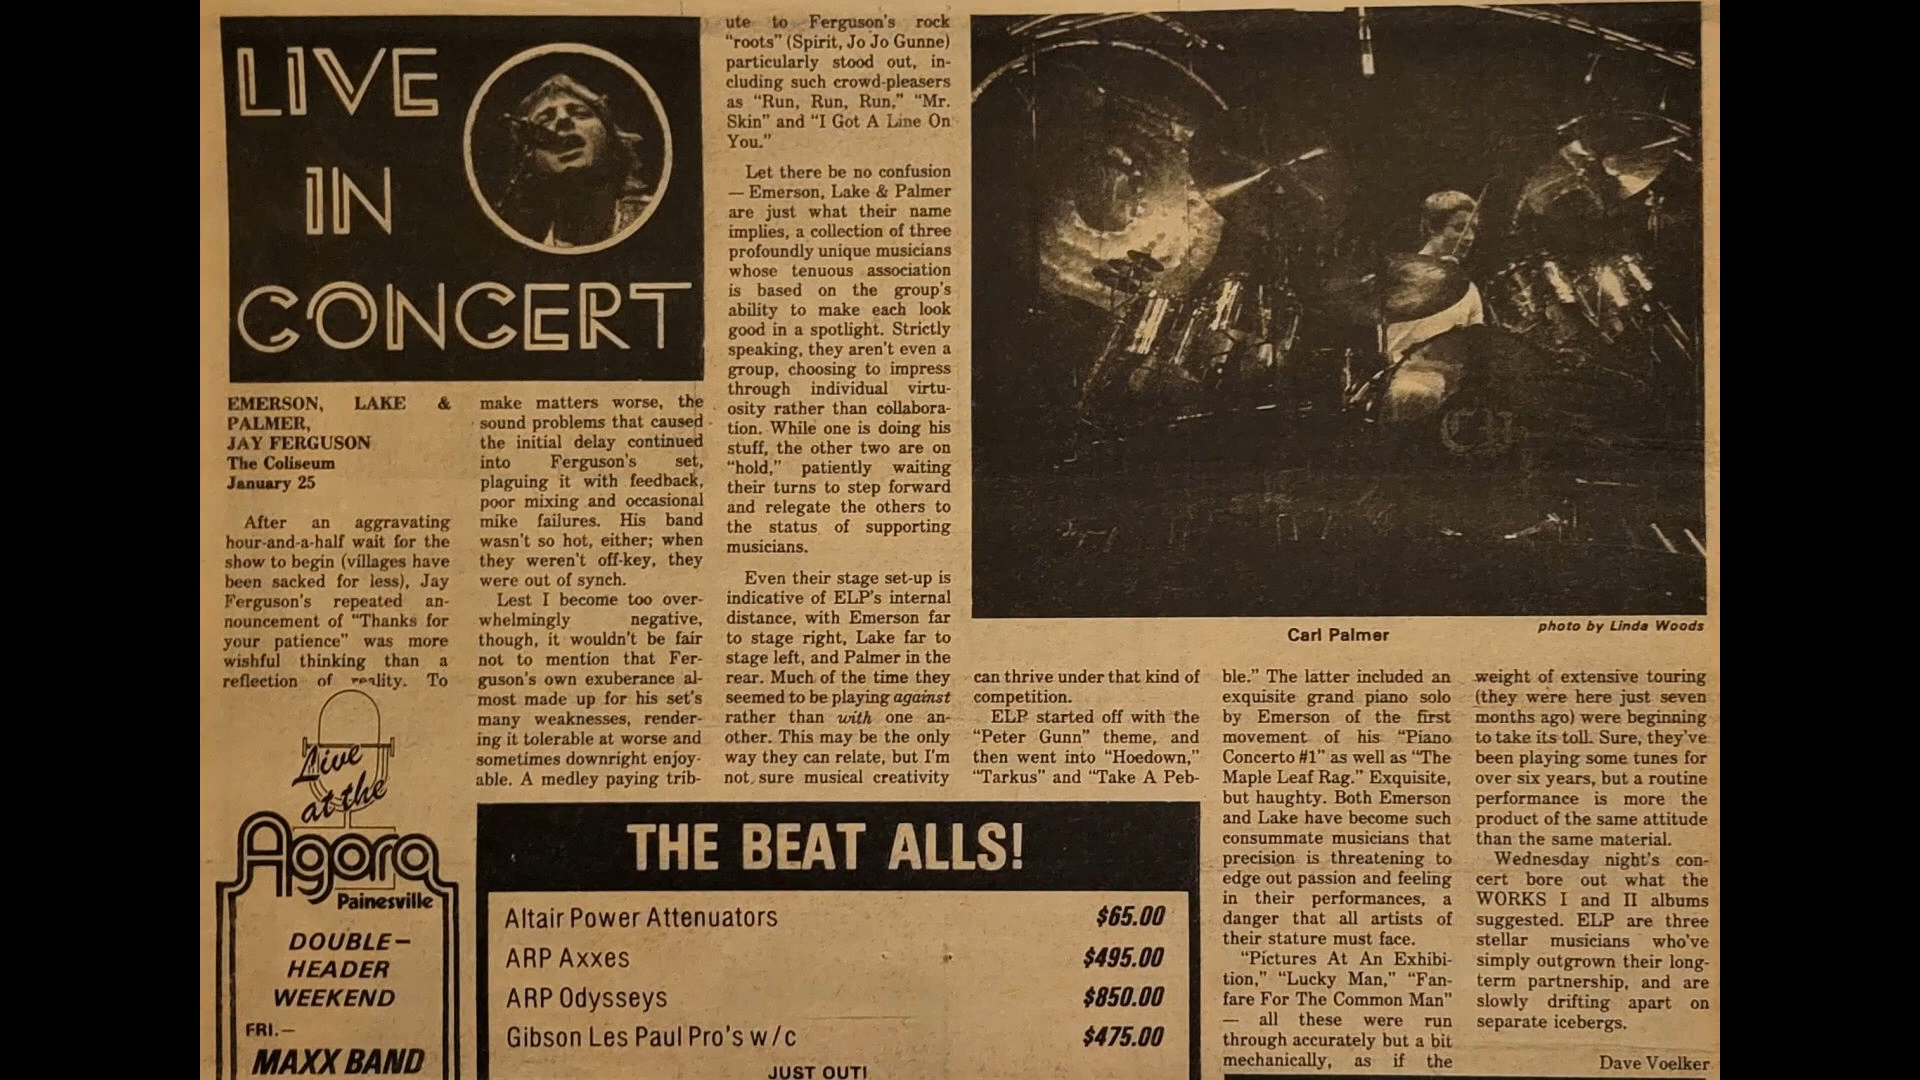 LIVE
IN
CONCERT
EMERSON, LAKE &
PALMER,
JAY FERGUSON
The Coliseum
January 25
After an aggravating
hour-and-a-half wait for the
show to begin (villages have
been sacked for less), Jay
Ferguson's repeated an-
nouncement of "Thanks for
your patience" was more
wishful thinking than a
reflection of reality. To
make matters worse, the
sound problems that caused
the initial delay continued
into Ferguson's set,
plaguing it with feedback,
poor mixing and occasional
mike failures. His band
wasn't so hot, either; when
they weren't off-key, they
were out of synch.
Lest I become too over-
whelmingly negative,
though, it wouldn't be fair
not to mention that Fer-
guson's own exuberance al-
most made up for his set's
many weaknesses, render-
ing it tolerable at worse and
sometimes downright enjoy-
able. A medley paying trib-
ute to Ferguson's rock
"roots" (Spirit, Jo Jo Gunne)
particularly stood out, in-
cluding such crowd-pleasers
as "Run, Run, Run," "Mr.
Skin" and "I Got A Line On
You."
Let there be no confusion
— Emerson, Lake & Palmer
are just what their name
implies, a collection of three
profoundly unique musicians
whose tenuous association
is based on the group's
ability to make each look
good in a spotlight. Strictly
speaking, they aren't even a
group, choosing to impress
through individual virtu-
osity rather than collabora-
tion. While one is doing his
stuff, the other two are on
"hold," patiently waiting
their turns to step forward
and relegate the others to
the status of supporting
musicians.
Even their stage set-up is
indicative of ELP's internal
distance, with Emerson far
to stage right, Lake far to
stage left, and Palmer in the
rear. Much of the time they
seemed to be playing against
rather than with one an-
other. This may be the only
way they can relate, but I'm
not sure musical creativity
Carl Palmer
photo by Linda Woods
can thrive under that kind of
competition.
ELP started off with the
"Peter Gunn" theme, and
then went into "Hoedown,"
"Tarkus" and "Take A Peb-
ble." The latter included an
exquisite grand piano solo
by Emerson of the first
movement of his "Piano
Concerto #1" as well as "The
Maple Leaf Rag." Exquisite,
but haughty. Both Emerson
and Lake have become such
consummate musicians that
precision is threatening to
edge out passion and feeling
in their performances, a
danger that all artists of
their stature must face.
"Pictures At An Exhibi-
tion," "Lucky Man," "Fan-
fare For The Common Man"
— all these were run
through accurately but a bit
mechanically, as if the
weight of extensive touring
(they were here just seven
months ago) were beginning
to take its toll. Sure, they've
been playing some tunes for
over six years, but a routine
performance is more the
product of the same attitude
than the same material.
Wednesday night's con-
cert bore out what the
WORKS I and II albums
suggested. ELP are three
stellar musicians who've
simply outgrown their long-
term partnership, and are
slowly drifting apart on
separate icebergs.
Dave Voelker
Live
at the
Agora
Painesville
DOUBLE—
HEADER
WEEKEND
FRI.—
MAXX BAND
THE BEAT ALLS!
Altair Power Attenuators $65.00
ARP Axxes $495.00
ARP Odysseys $850.00
Gibson Les Paul Pro's w/c $475.00
JUST OUT!